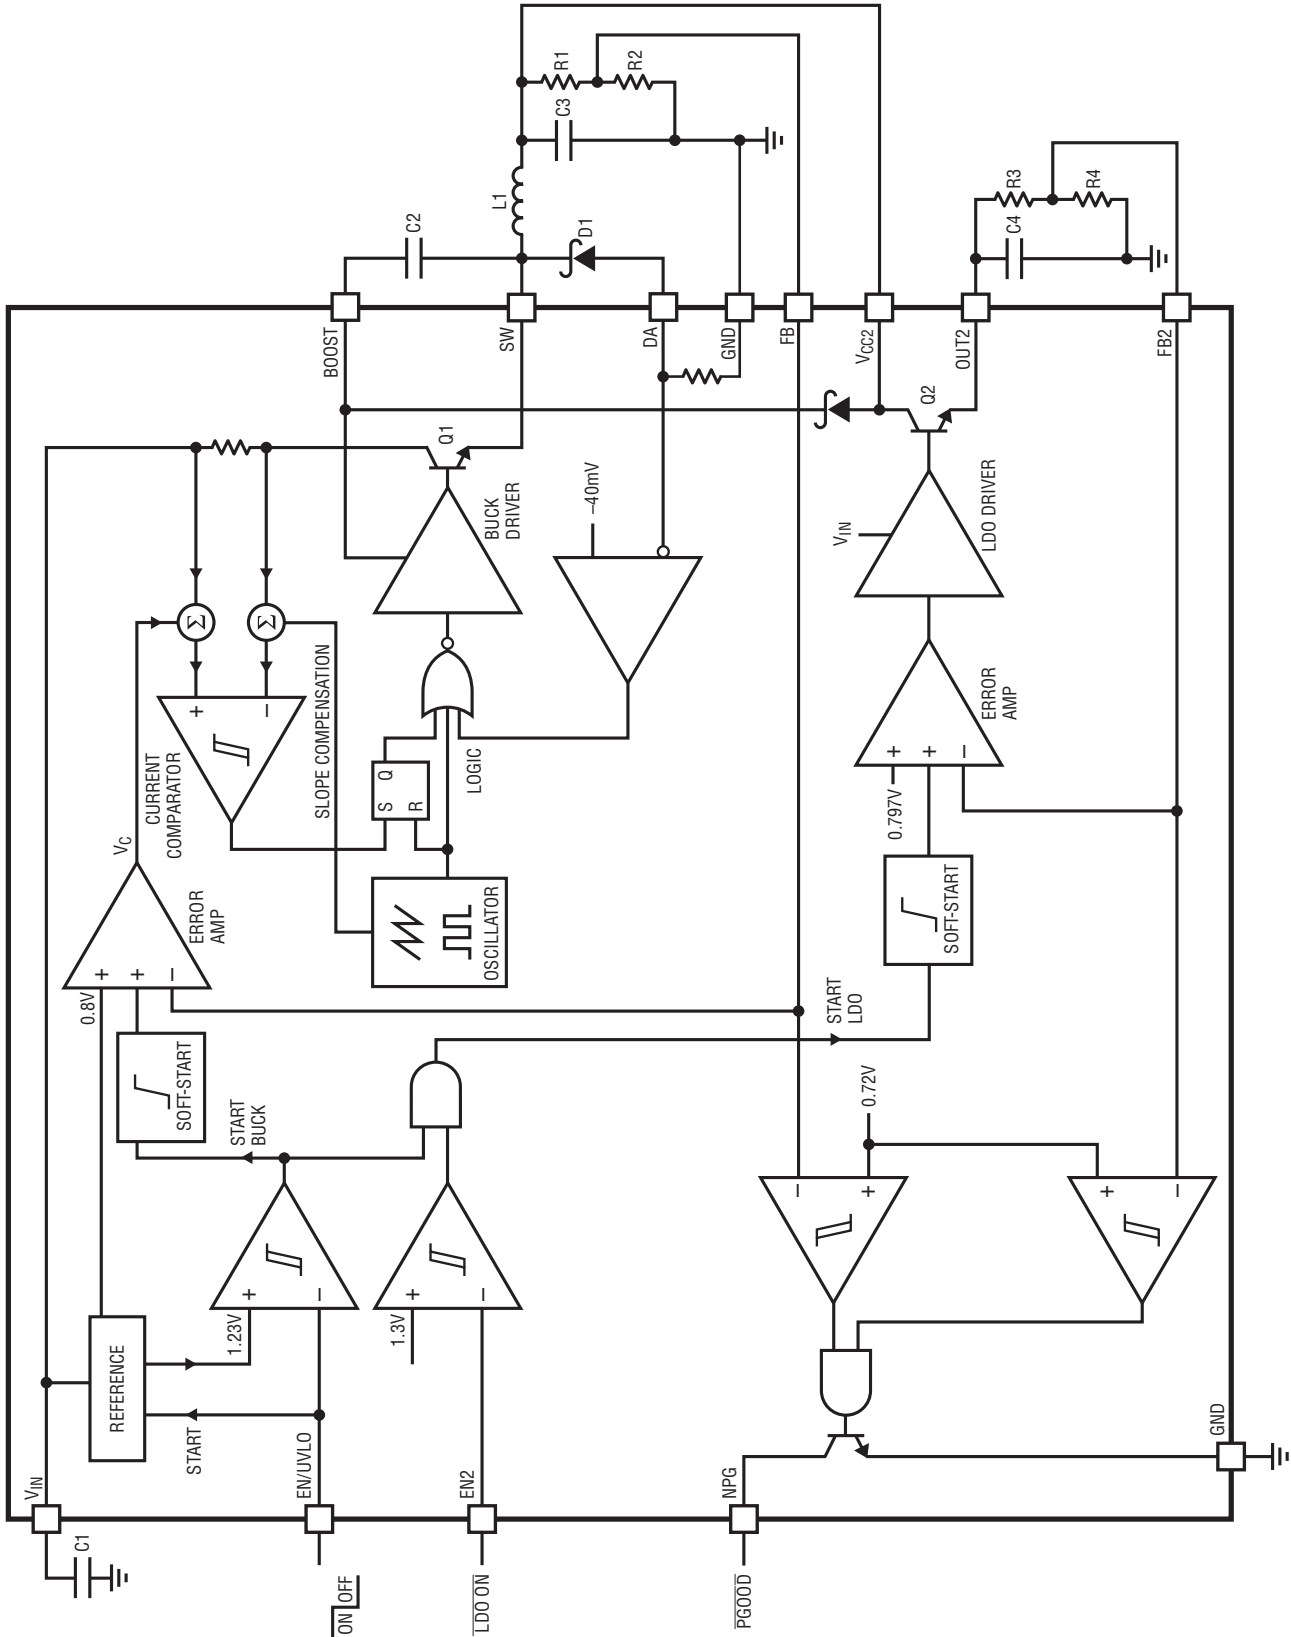 VIN
C1
ON OFF
EN/UVLO
START
REFERENCE
1.23V
+
–
START
BUCK
SOFT-START
0.8V
+
+
–
ERROR
AMP
VC
CURRENT
COMPARATOR
+
–
Σ
Σ
SLOPE COMPENSATION
OSCILLATOR
S Q
R
LOGIC
BUCK
DRIVER
Q1
BOOST
C2
SW
L1
D1
DA
C3
R1
R2
GND
FB
VCC2
–40mV
LDO ON
EN2
1.3V
+
–
START
LDO
SOFT-START
0.797V
+
+
–
ERROR
AMP
LDO DRIVER
VIN
Q2
OUT2
C4
R3
R4
FB2
0.72V
–
+
+
–
PGOOD
NPG
GND